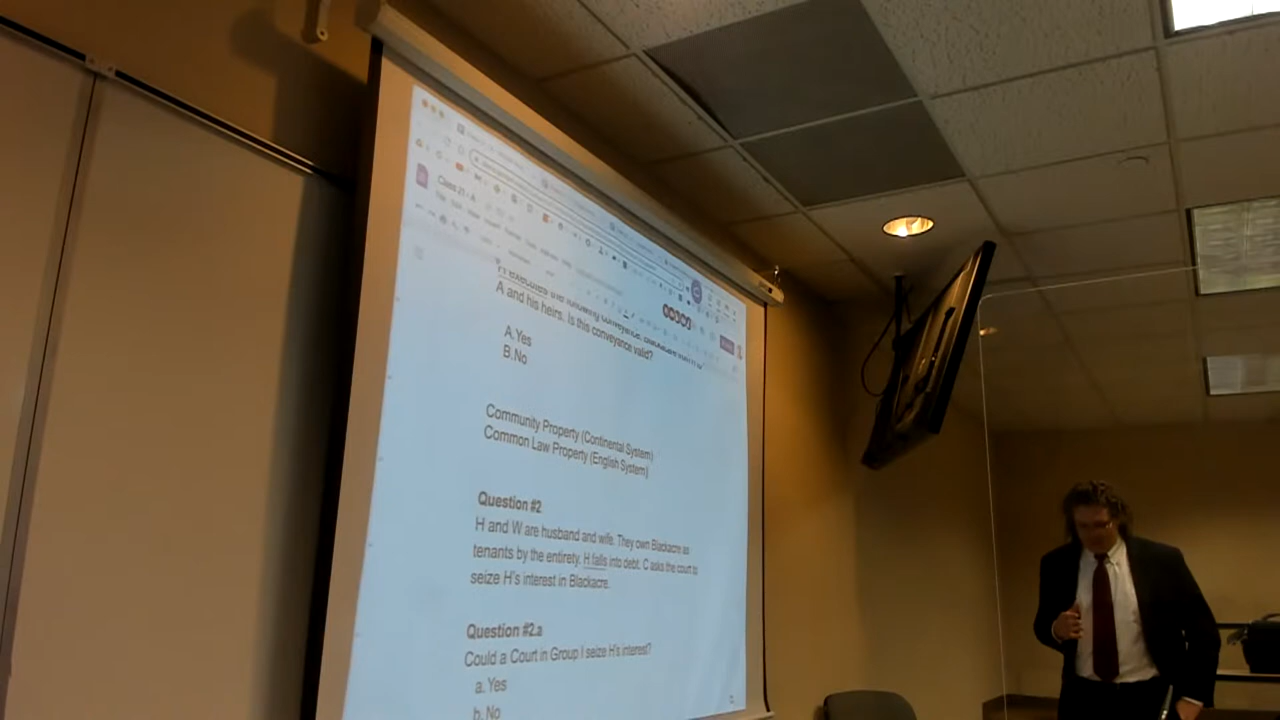 Class 21 - A
A and his heirs. Is this conveyance valid?
A. Yes
B. No
Community Property (Continental System)
Common Law Property (English System)
Question #2
H and W are husband and wife. They own Blackacre as
tenants by the entirety. H falls into debt. C asks the court to
seize H's interest in Blackacre.
Question #2.a
Could a Court in Group I seize H's interest?
a. Yes
b. No